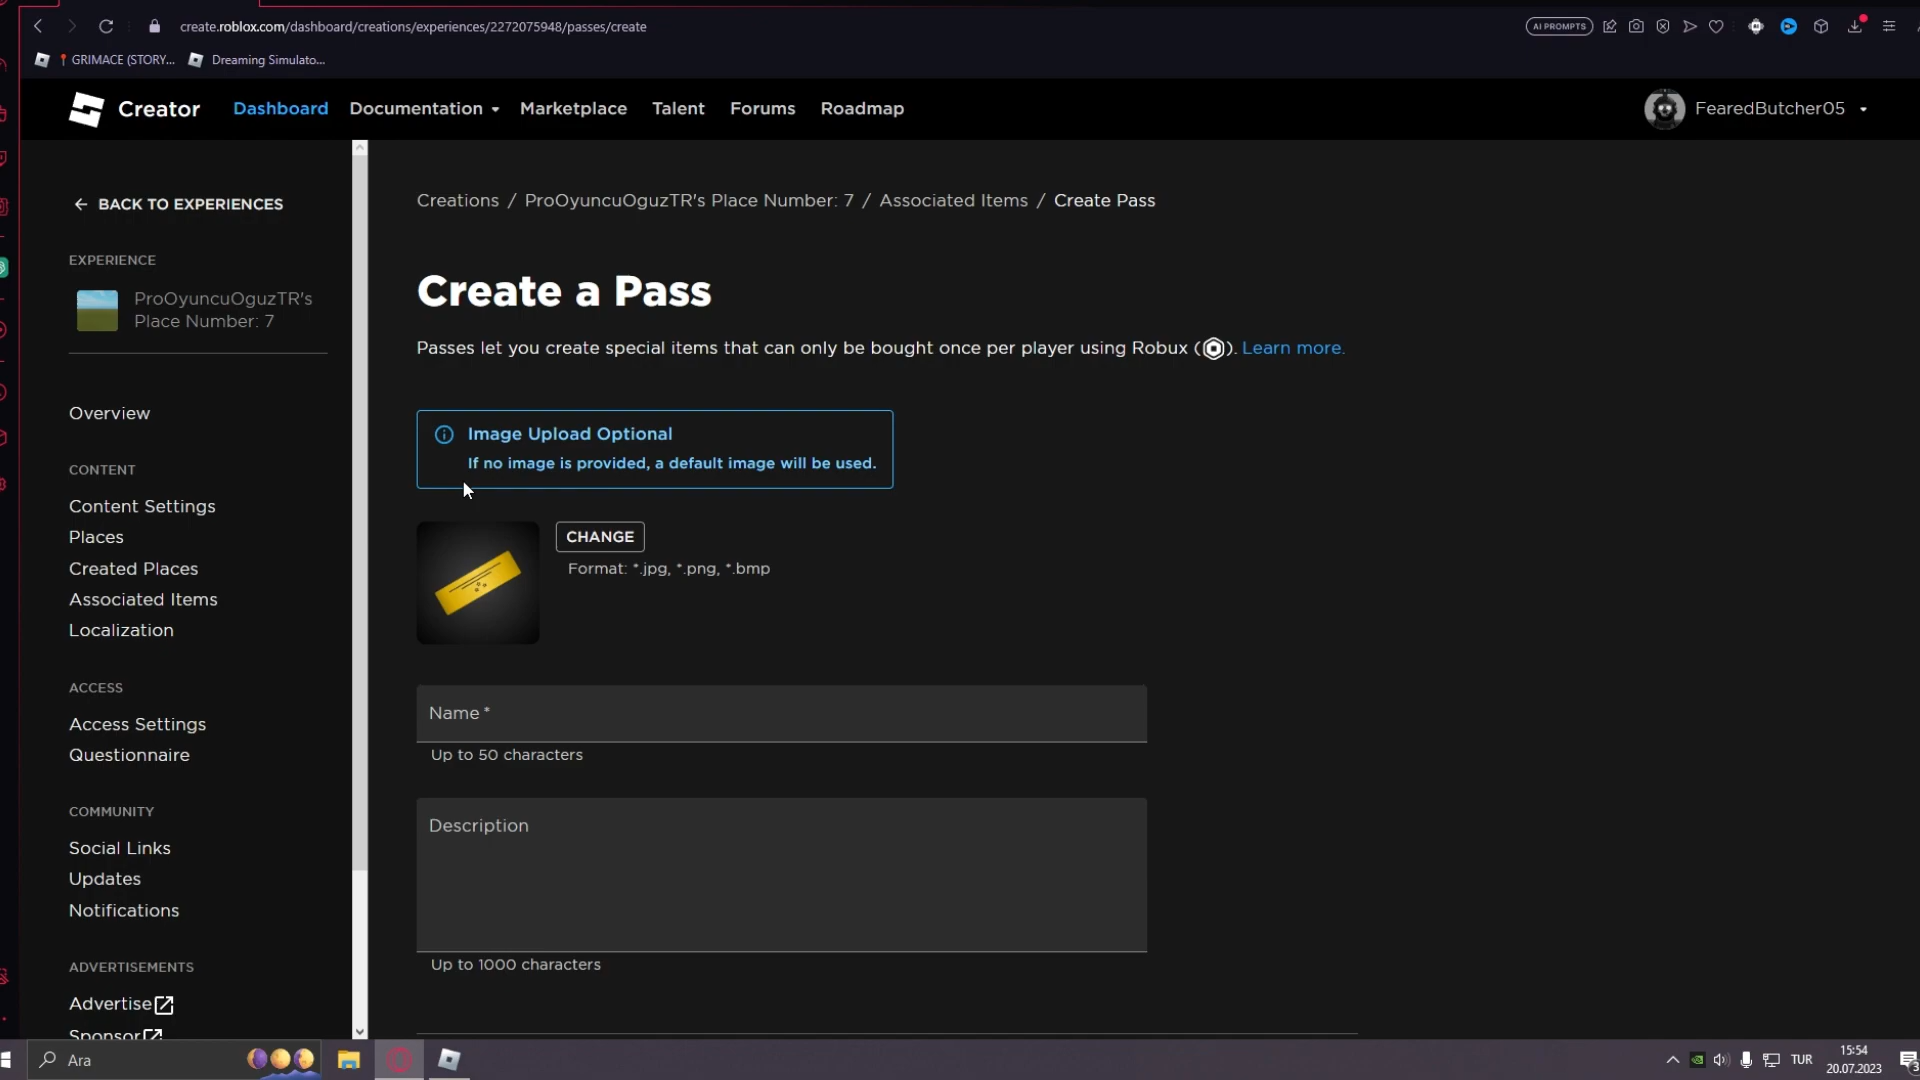 create.roblox.com/dashboard/creations/experiences/2272075948/passes/create
AI PROMPTS
GRIMACE (STORY...
Dreaming Simulato...
Creator
Dashboard
Documentation
Marketplace
Talent
Forums
Roadmap
FearedButcher05
BACK TO EXPERIENCES
EXPERIENCE
ProOyuncuOguzTR's
Place Number: 7
Overview
CONTENT
Content Settings
Places
Created Places
Associated Items
Localization
ACCESS
Access Settings
Questionnaire
COMMUNITY
Social Links
Updates
Notifications
ADVERTISEMENTS
Advertise
Sponsor
Creations / ProOyuncuOguzTR's Place Number: 7 / Associated Items / Create Pass
Create a Pass
Passes let you create special items that can only be bought once per player using Robux ( ). Learn more.
Image Upload Optional
If no image is provided, a default image will be used.
CHANGE
Format: *.jpg, *.png, *.bmp
Name *
Up to 50 characters
Description
Up to 1000 characters
Ara
TUR
15:54
20.07.2023
3